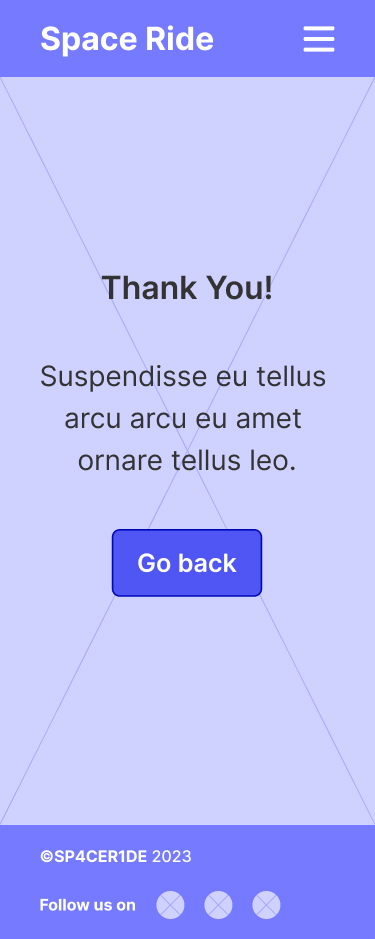 Space Ride
Thank You!
Suspendisse eu tellus
arcu arcu eu amet
ornare tellus leo.
Go back
©SP4CER1DE 2023
Follow us on